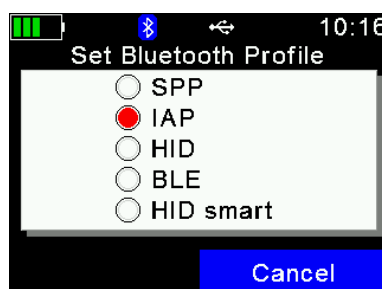 10:16
Set Bluetooth Profile
SPP
IAP
HID
BLE
HID smart
Cancel